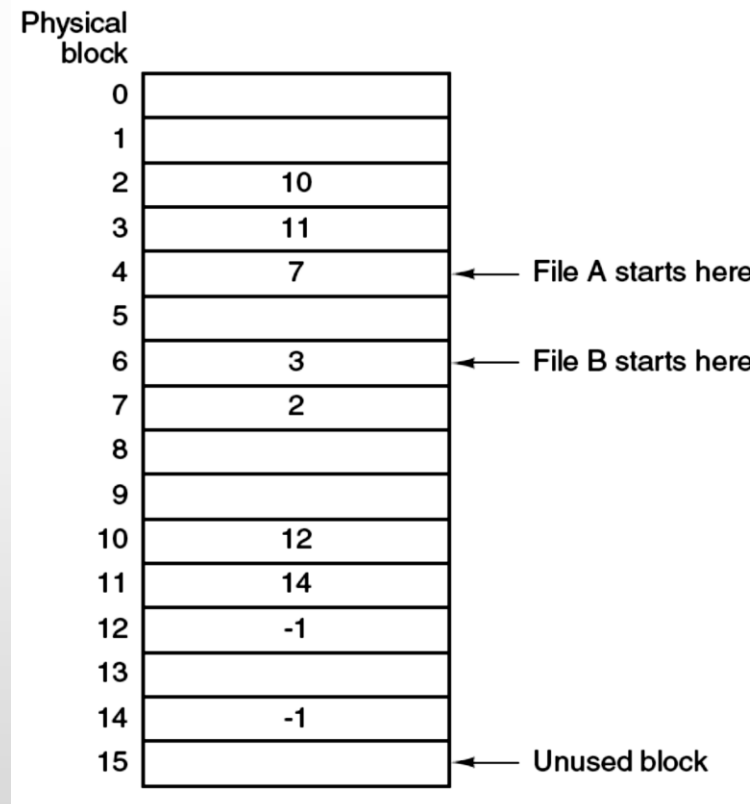 Physical
block
0
1
2 10
3 11
4 7 File A starts here
5
6 3 File B starts here
7 2
8
9
10 12
11 14
12 -1
13
14 -1
15 Unused block